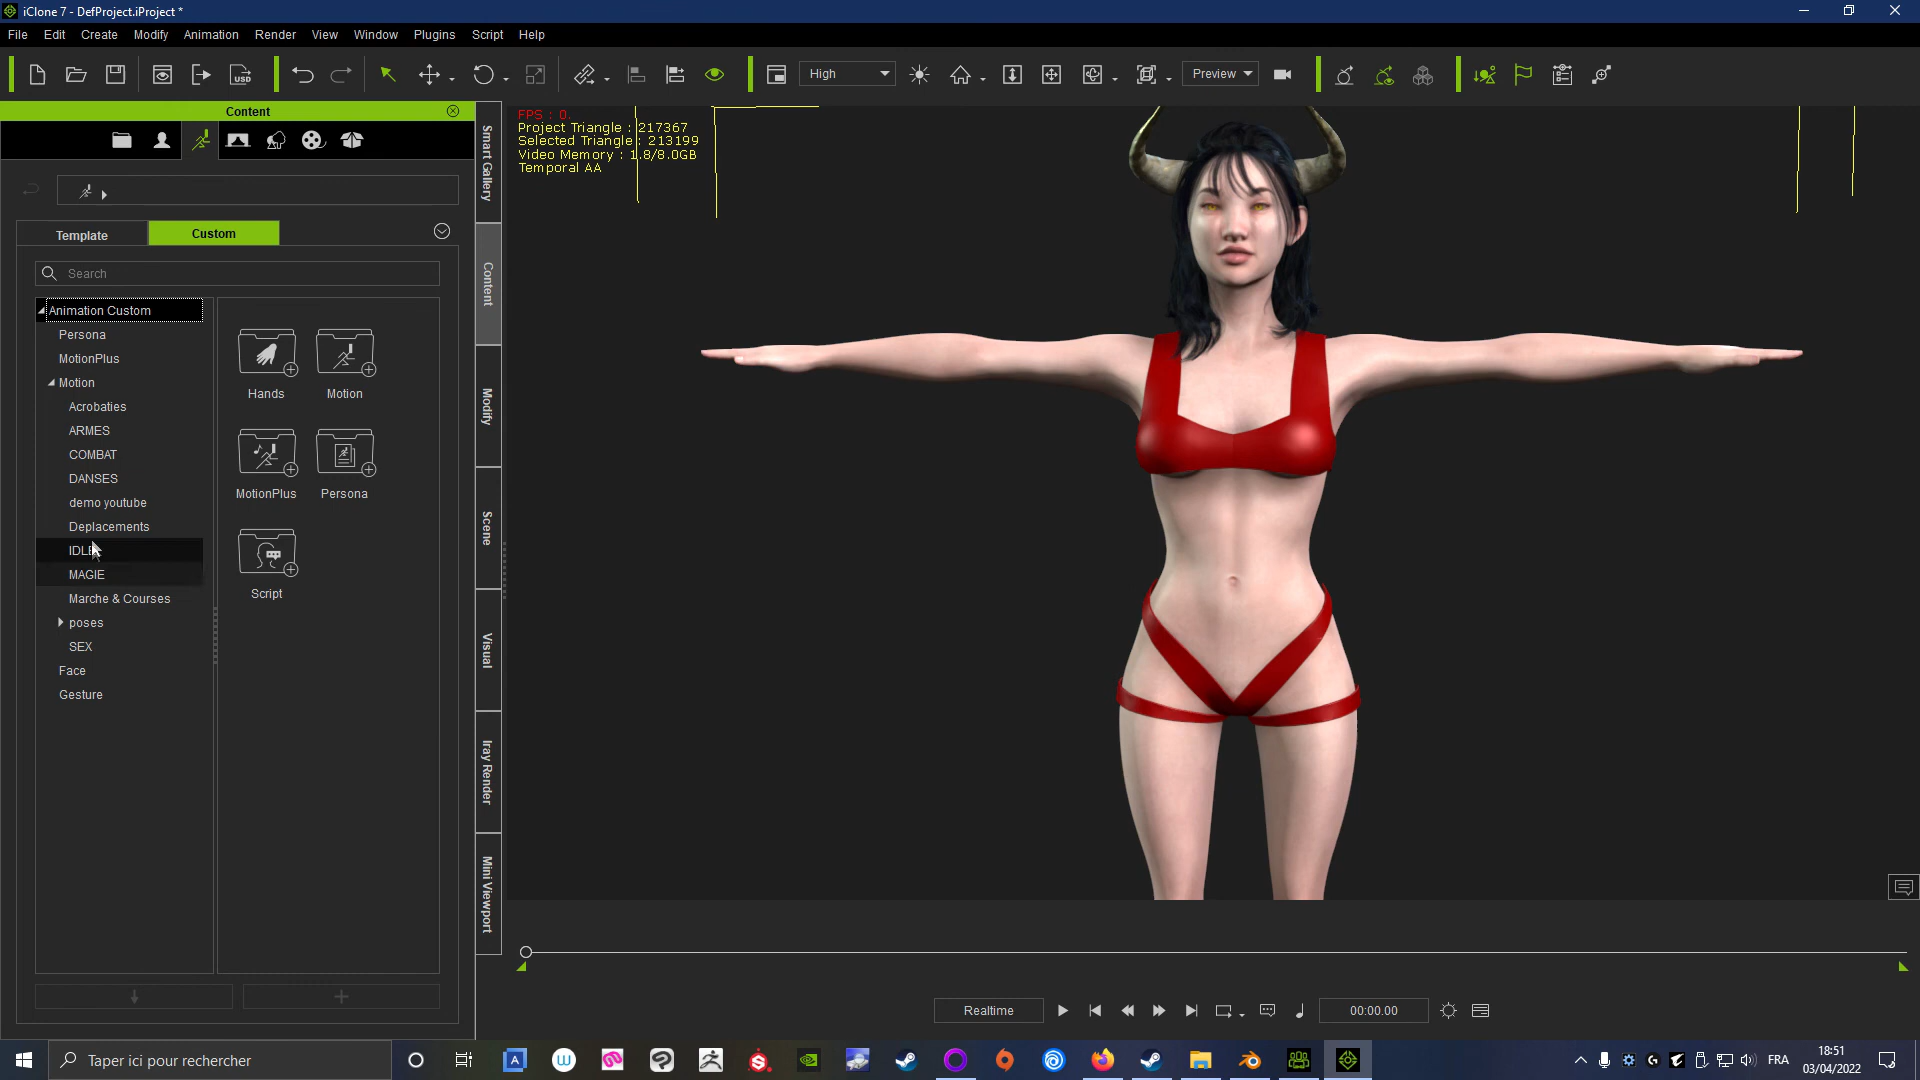 iClone 7 - DefProject.iProject *
File Edit Create Modify Animation Render View Window Plugins Script Help
High
Preview
Content
Template
Custom
Search
Animation Custom
Persona
MotionPlus
Motion
Acrobaties
ARMES
COMBAT
DANSES
demo youtube
Deplacements
IDLE
MAGIE
Marche & Courses
poses
SEX
Face
Gesture
Hands
Motion
MotionPlus
Persona
Script
Smart Gallery
Content
Modify
Scene
Visual
Iray Render
Mini Viewport
FPS : 0.
Project Triangle : 217367
Selected Triangle : 213199
Video Memory : 1.8/8.0GB
Temporal AA
Realtime
00:00.00
Taper ici pour rechercher
FRA
18:51
03/04/2022